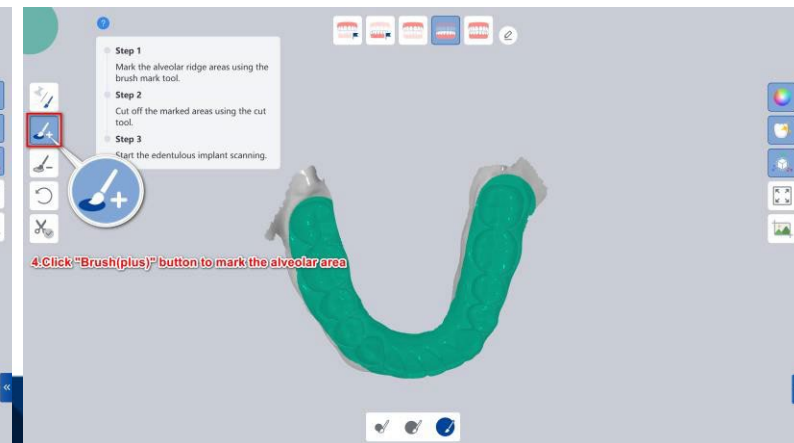 Step 1
Mark the alveolar ridge areas using the
brush mark tool.
Step 2
Cut off the marked areas using the cut
tool.
Step 3
Start the edentulous implant scanning.
4.Click "Brush(plus)" button to mark the alveolar area